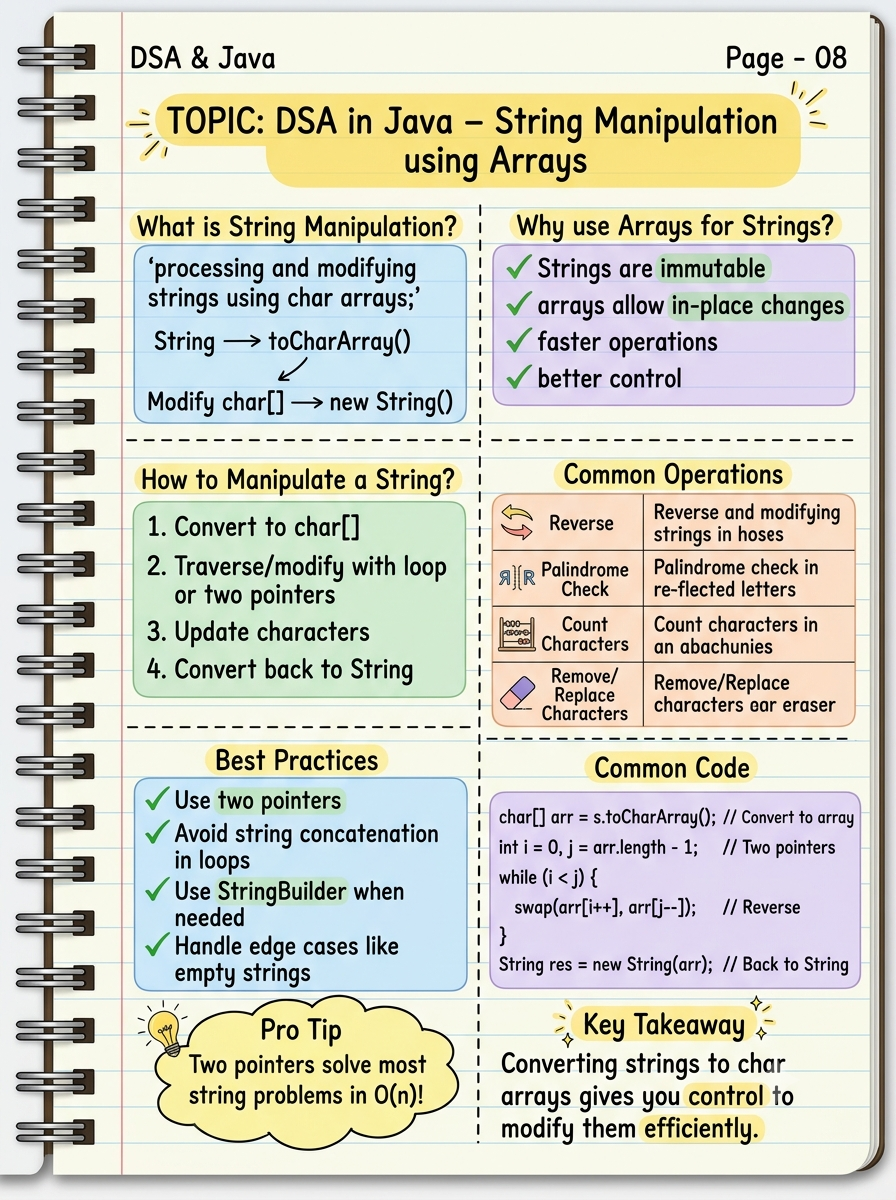 DSA & Java
Page - 08
TOPIC: DSA in Java – String Manipulation
using Arrays
What is String Manipulation?
‘processing and modifying
strings using char arrays;’
String → toCharArray()
Modify char[] → new String()
Why use Arrays for Strings?
✓ Strings are immutable
✓ arrays allow in-place changes
✓ faster operations
✓ better control
How to Manipulate a String?
1. Convert to char[]
2. Traverse/modify with loop
or two pointers
3. Update characters
4. Convert back to String
Common Operations
Reverse
Reverse and modifying
strings in hoses
Palindrome
Check
Palindrome check in
re-flected letters
Count
Characters
Count characters in
an abachunies
Remove/
Replace
Characters
Remove/Replace
characters oor eraser
Best Practices
✓ Use two pointers
✓ Avoid string concatenation
in loops
✓ Use StringBuilder when
needed
✓ Handle edge cases like
empty strings
Common Code
char[] arr = s.toCharArray(); // Convert to array
int i = 0, j = arr.length - 1; // Two pointers
while (i < j) {
swap(arr[i++], arr[j--]); // Reverse
}
String res = new String(arr); // Back to String
Pro Tip
Two pointers solve most
string problems in O(n)!
Key Takeaway
Converting strings to char
arrays gives you control to
modify them efficiently.